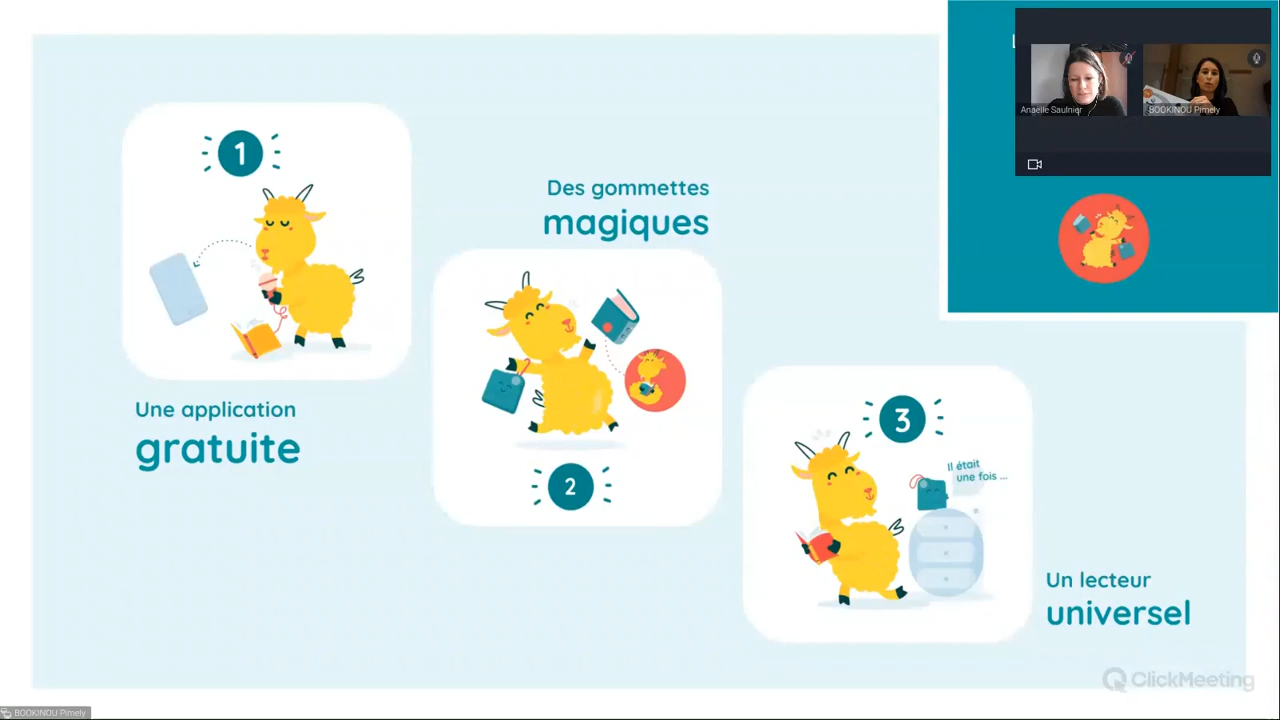 1
Une application
gratuite
Des gommettes
magiques
2
3
Il était
une fois ...
Un lecteur
universel
Anaëlle Saulnier
BOOKINOU Pimely
ClickMeeting
BOOKINOU Pimely